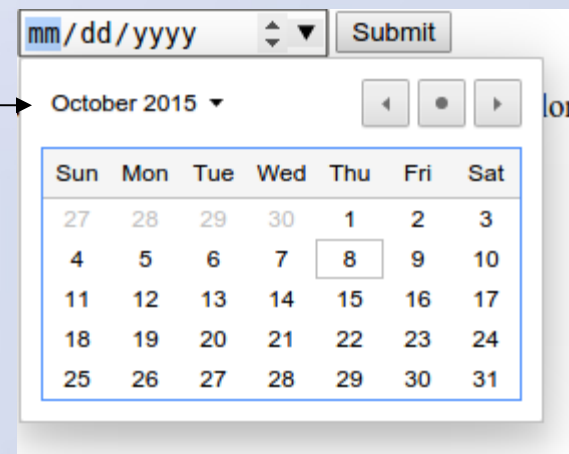 mm/dd/yyyy Submit
October 2015
Sun Mon Tue Wed Thu Fri Sat
27 28 29 30 1 2 3
4 5 6 7 8 9 10
11 12 13 14 15 16 17
18 19 20 21 22 23 24
25 26 27 28 29 30 31